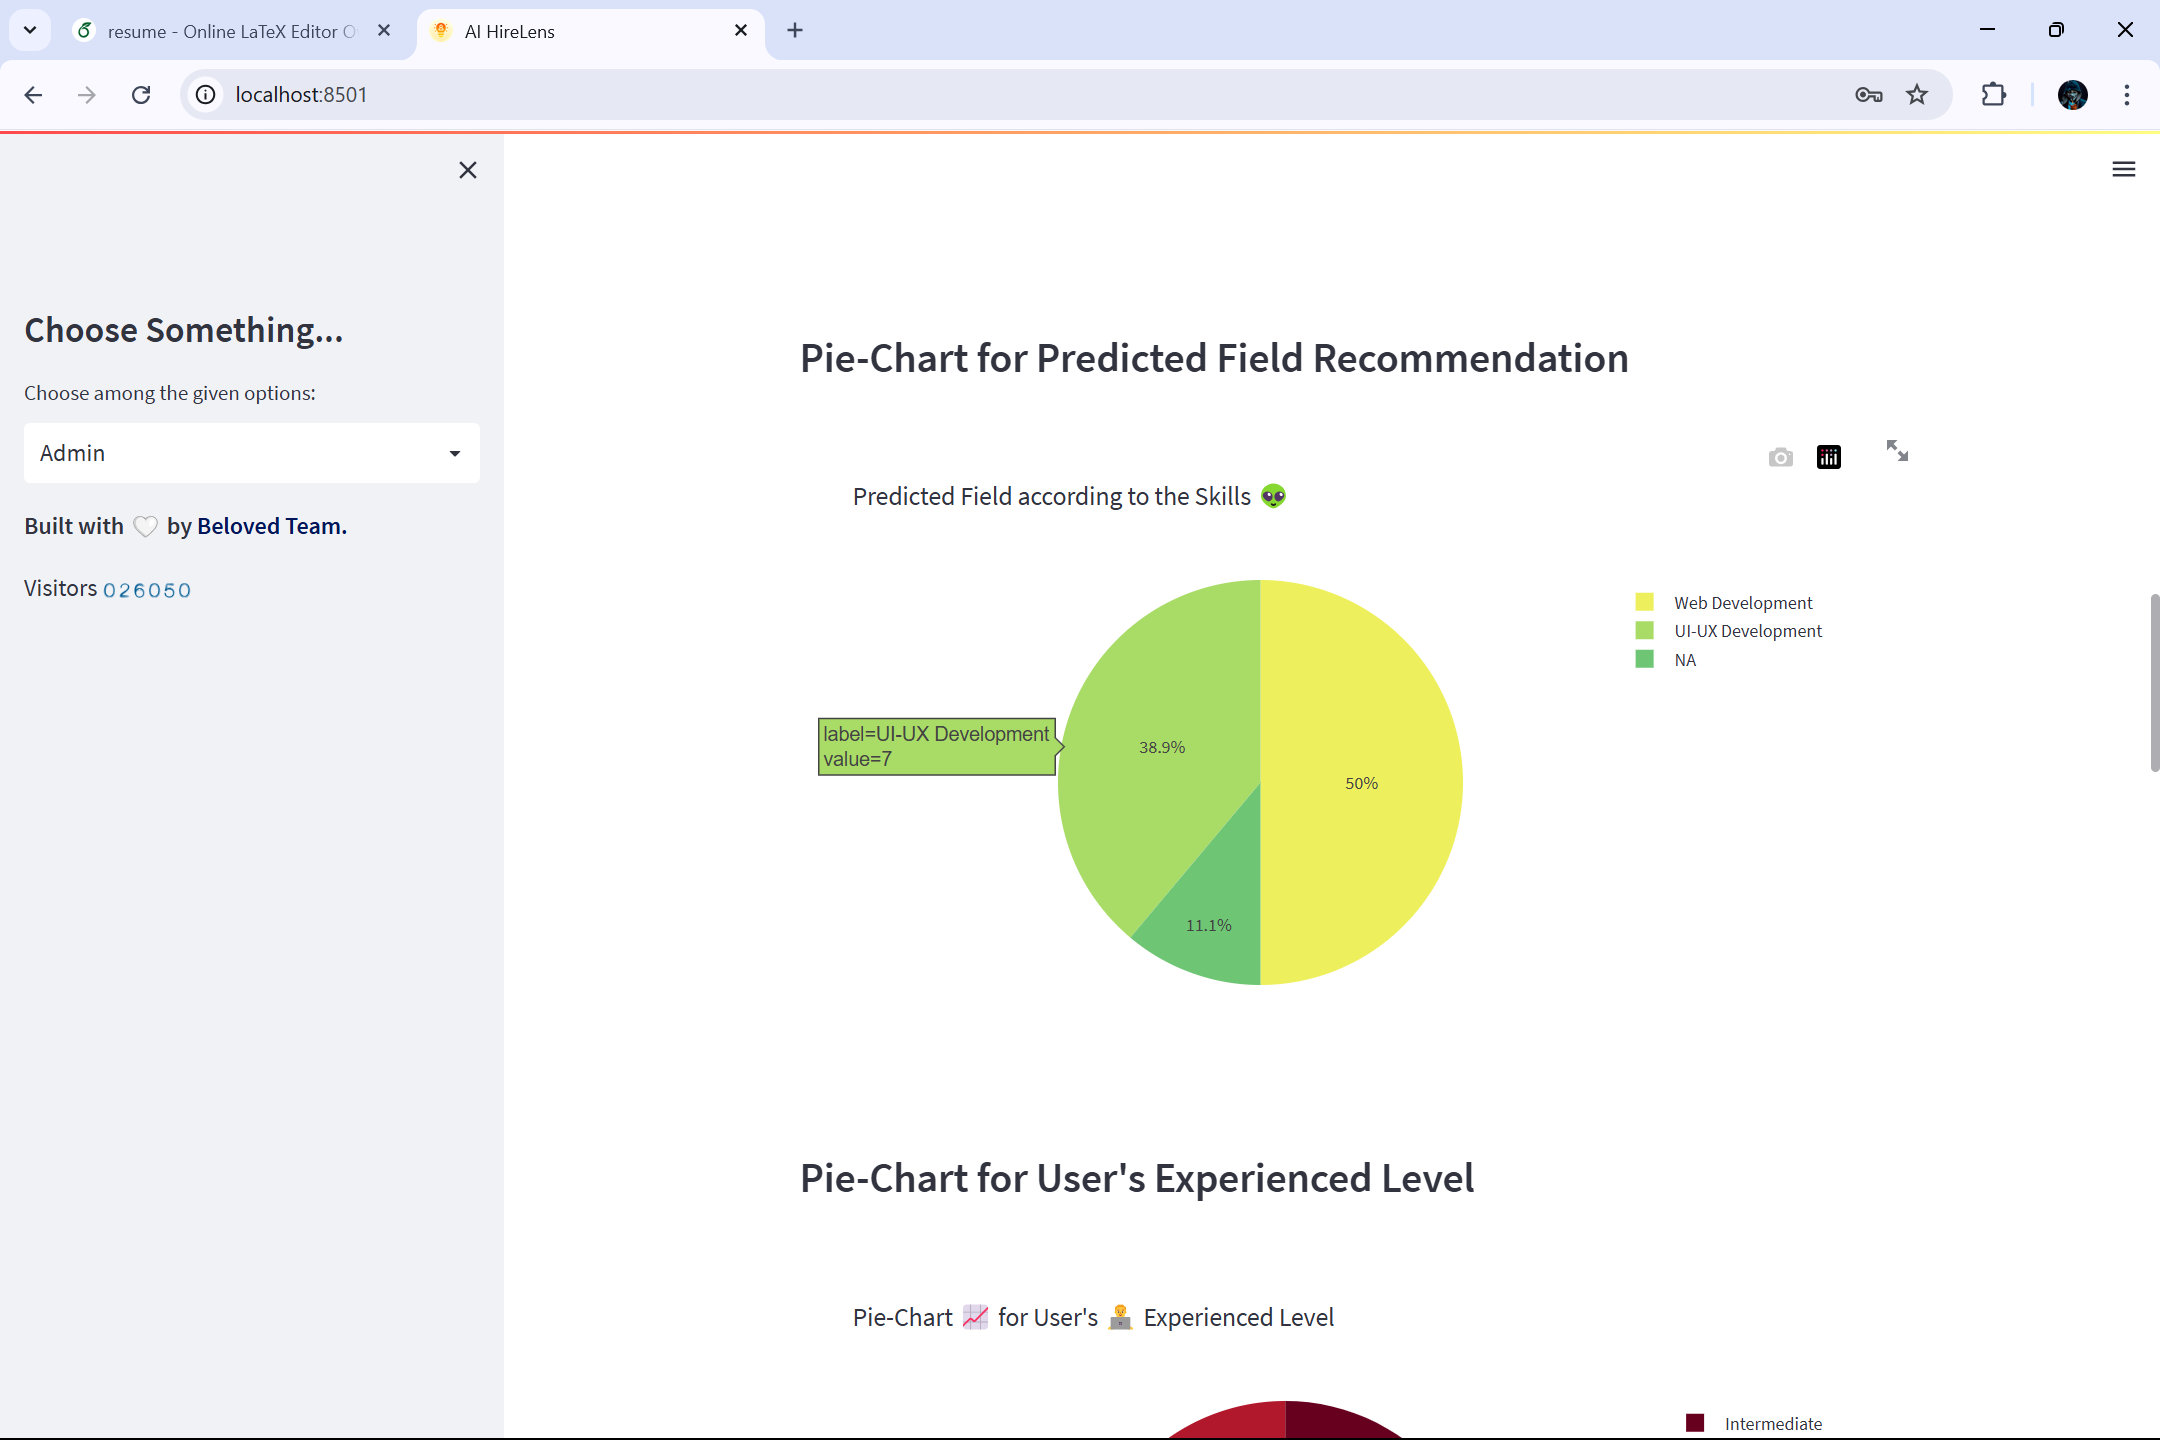 resume - Online LaTeX Editor O
AI HireLens
localhost:8501
Choose Something...
Choose among the given options:
Admin
Built with 🤍 by Beloved Team.
Visitors 026050
Pie-Chart for Predicted Field Recommendation
Predicted Field according to the Skills 👽
Web Development
UI-UX Development
NA
label=UI-UX Development
value=7
38.9%
50%
11.1%
Pie-Chart for User's Experienced Level
Pie-Chart 📈 for User's 👨‍💻 Experienced Level
Intermediate